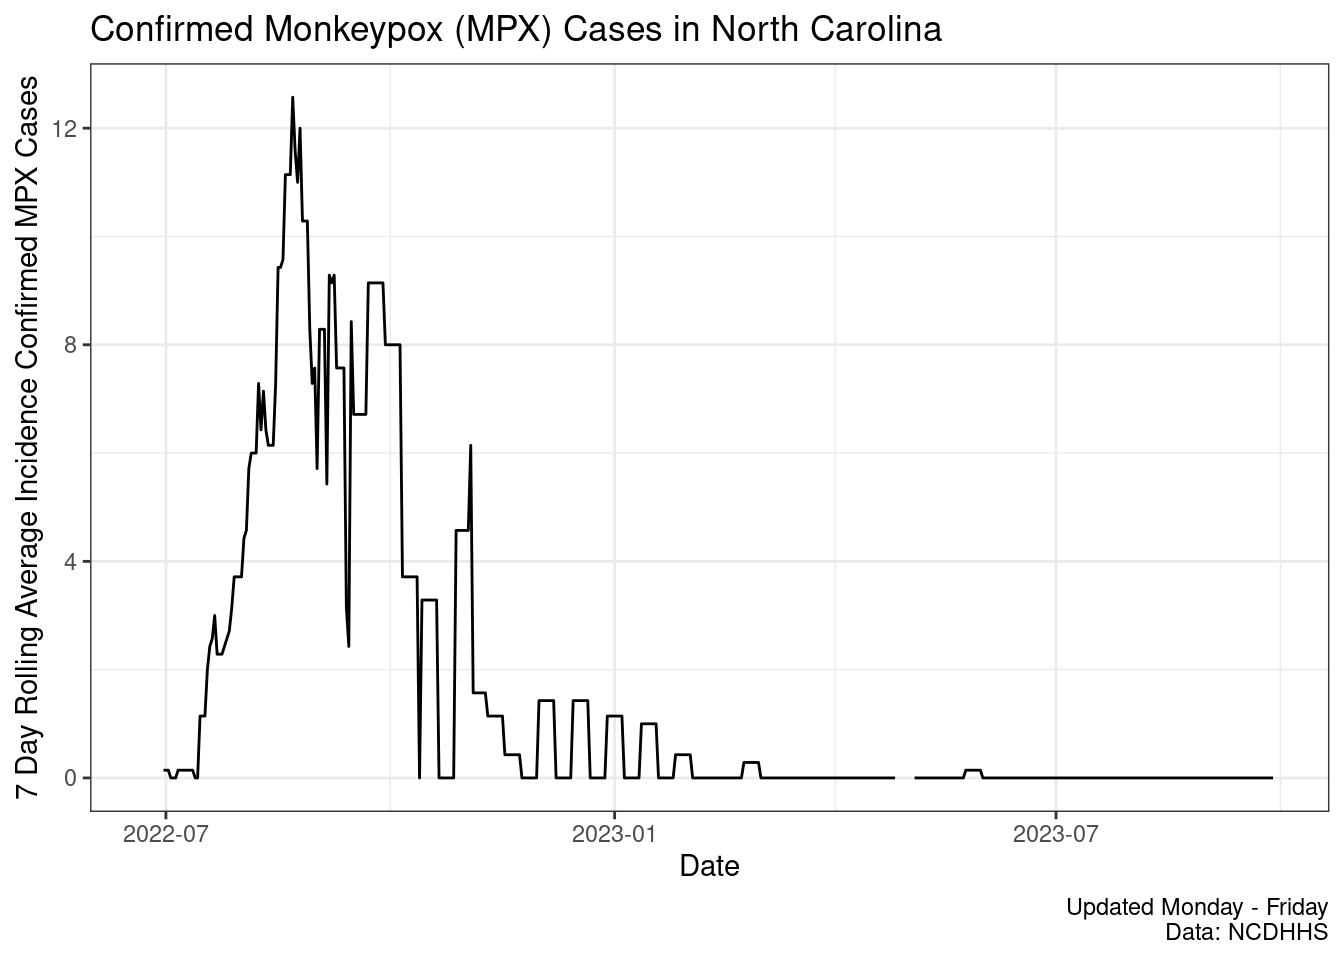 Confirmed Monkeypox (MPX) Cases in North Carolina
7 Day Rolling Average Incidence Confirmed MPX Cases
12
8
4
0
2022-07
2023-01
2023-07
Date
Updated Monday - Friday
Data: NCDHHS